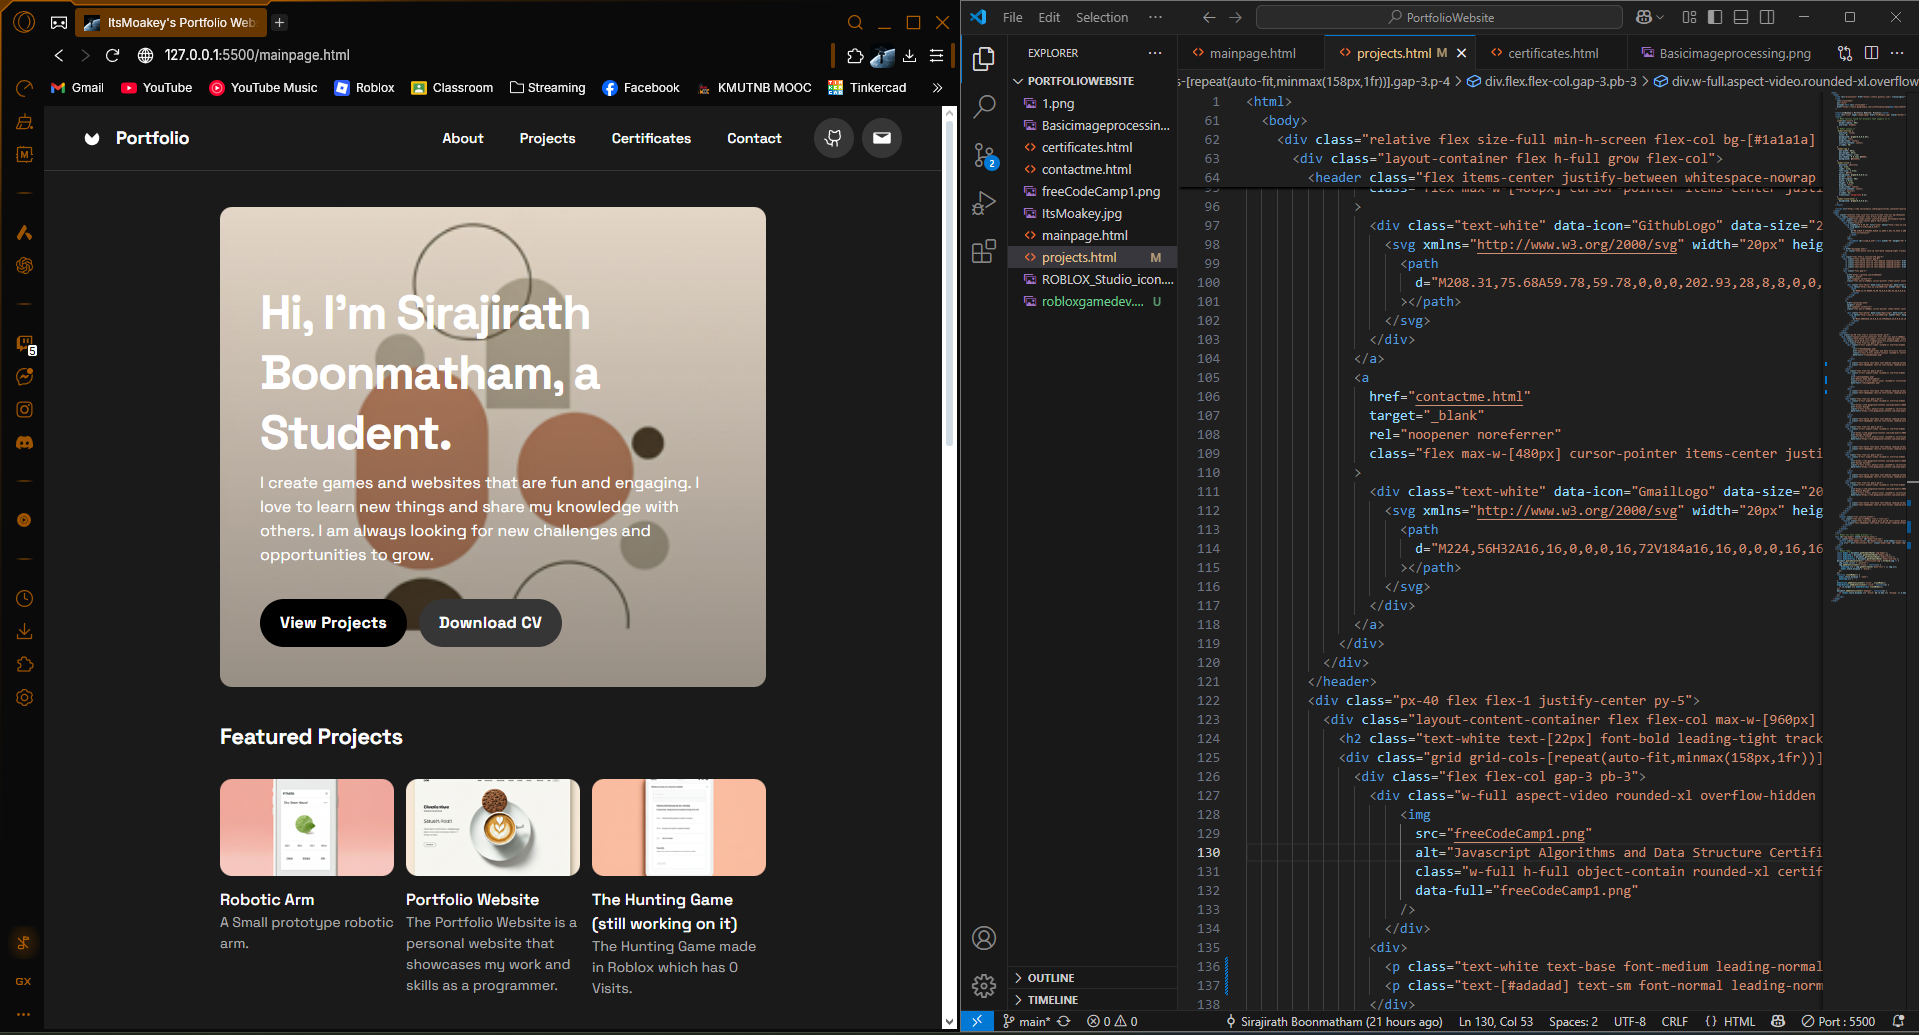 ItsMoakey's Portfolio Web
127.0.0.1:5500/mainpage.html
Gmail
YouTube
YouTube Music
Roblox
Classroom
Streaming
Facebook
KMUTNB MOOC
Tinkercad
5
GX
Portfolio
About
Projects
Certificates
Contact
Hi, I'm Sirajirath
Boonmatham, a
Student.
I create games and websites that are fun and engaging. I
love to learn new things and share my knowledge with
others. I am always looking for new challenges and
opportunities to grow.
View Projects
Download CV
Featured Projects
Robotic Arm
A Small prototype robotic
arm.
Portfolio Website
The Portfolio Website is a
personal website that
showcases my work and
skills as a programmer.
The Hunting Game
(still working on it)
The Hunting Game made
in Roblox which has 0
Visits.
File Edit Selection ···
PortfolioWebsite
EXPLORER
PORTFOLIOWEBSITE
1.png
Basicimageprocessin...
certificates.html
contactme.html
freeCodeCamp1.png
ItsMoakey.jpg
mainpage.html
projects.html M
ROBLOX_Studio_icon....
robloxgamedev.... U
2
OUTLINE
TIMELINE
mainpage.html
projects.html M
certificates.html
Basicimageprocessing.png
s-[repeat(auto-fit,minmax(158px,1fr))].gap-3.p-4 > div.flex.flex-col.gap-3.pb-3 > div.w-full.aspect-video.rounded-xl.overflow
1 <html>
61 <body>
62 <div class="relative flex size-full min-h-screen flex-col bg-[#1a1a1a]
63 <div class="layout-container flex h-full grow flex-col">
64 <header class="flex items-center justify-between whitespace-nowrap
95 class="flex max-w-[480px] cursor-pointer items-center justi
96 >
97 <div class="text-white" data-icon="GithubLogo" data-size="2
98 <svg xmlns="http://www.w3.org/2000/svg" width="20px" heig
99 <path
100 d="M208.31,75.68A59.78,59.78,0,0,0,202.93,28,8,8,0,0,
101 ></path>
102 </svg>
103 </div>
104 </a>
105 <a
106 href="contactme.html"
107 target="_blank"
108 rel="noopener noreferrer"
109 class="flex max-w-[480px] cursor-pointer items-center justi
110 >
111 <div class="text-white" data-icon="GmailLogo" data-size="20
112 <svg xmlns="http://www.w3.org/2000/svg" width="20px" heig
113 <path
114 d="M224,56H32A16,16,0,0,0,16,72V184a16,16,0,0,0,16,16
115 ></path>
116 </svg>
117 </div>
118 </a>
119 </div>
120 </div>
121 </header>
122 <div class="px-40 flex flex-1 justify-center py-5">
123 <div class="layout-content-container flex flex-col max-w-[960px]
124 <h2 class="text-white text-[22px] font-bold leading-tight track
125 <div class="grid grid-cols-[repeat(auto-fit,minmax(158px,1fr))]
126 <div class="flex flex-col gap-3 pb-3">
127 <div class="w-full aspect-video rounded-xl overflow-hidden
128 <img
129 src="freeCodeCamp1.png"
130 alt="Javascript Algorithms and Data Structure Certifi
131 class="w-full h-full object-contain rounded-xl certif
132 data-full="freeCodeCamp1.png"
133 />
134 </div>
135 <div>
136 <p class="text-white text-base font-medium leading-normal
137 <p class="text-[#adadad] text-sm font-normal leading-norm
138 </div>
main* 0 0 Sirajirath Boonmatham (21 hours ago) Ln 130, Col 53 Spaces: 2 UTF-8 CRLF {} HTML Port : 5500